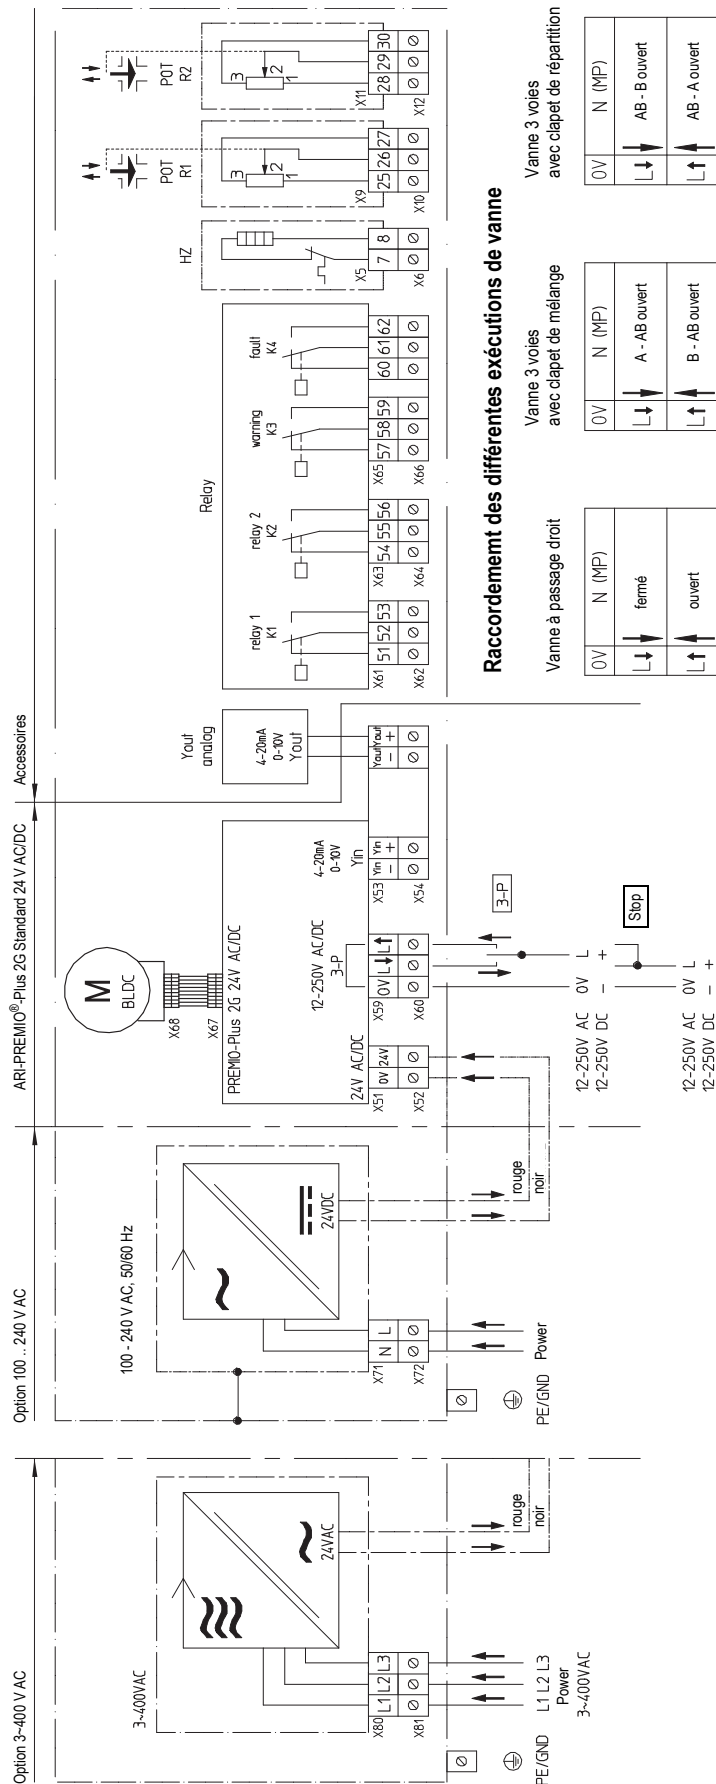 Option 3~400 V AC
Option 100 .. 240 V AC
ARI-PREMIO®-Plus 2G Standard 24 V AC/DC
Accessoires
3~400VAC
24VAC
X80
L1 L2 L3
X81
rouge
noir
PE/GND
L1 L2 L3
Power
3~400VAC
100 - 240 V AC, 50/60 Hz
24VDC
X71
N L
X72
rouge
noir
PE/GND
Power
M
BLDC
X68
X67
PREMIO-Plus 2G 24V AC/DC
24V AC/DC
X51
0V 24V
X52
12-250V AC/DC
3-P
X59
0V L L
X60
4-20mA
0-10V
Yin
X53
Yin Yin
- +
X54
3-P
12-250V AC 0V L
12-250V DC - +
Stop
12-250V AC 0V L
12-250V DC - +
Yout
analog
4-20mA
0-10V
Yout
Yout Yout
- +
Relay
relay 1
K1
X61
51 52 53
X62
relay 2
K2
X63
54 55 56
X64
warning
K3
X65
57 58 59
X66
fault
K4
60 61 62
HZ
X5
7 8
X6
POT
R1
3
2
1
X9
25 26 27
X10
POT
R2
3
2
1
X11
28 29 30
X12
Raccordememt des différentes exécutions de vanne
Vanne à passage droit
0V N (MP)
L fermé
L ouvert
Vanne 3 voies
avec clapet de mélange
0V N (MP)
L A - AB ouvert
L B - AB ouvert
Vanne 3 voies
avec clapet de répartition
0V N (MP)
L AB - B ouvert
L AB - A ouvert